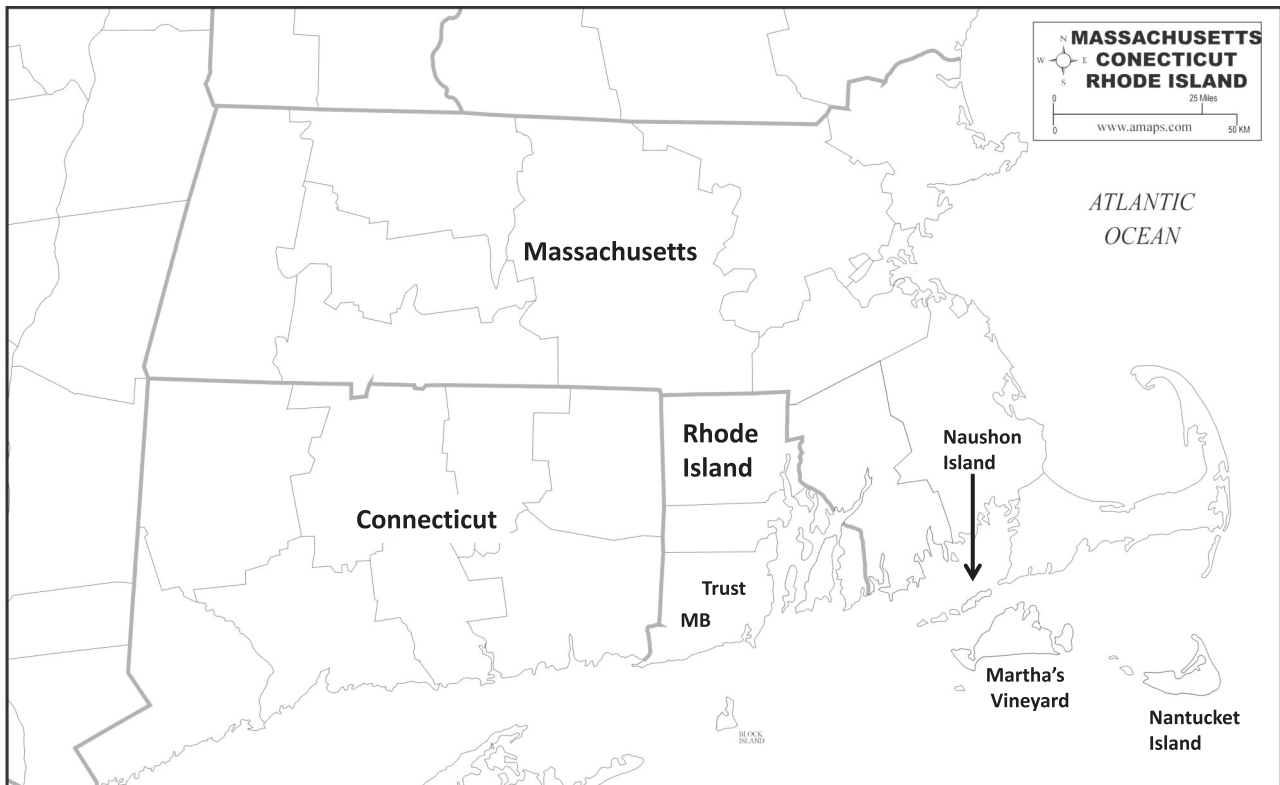 MASSACHUSETTS
CONECTICUT
RHODE ISLAND
N
W
E
S
0
25 Miles
www.amaps.com
0
50 KM
ATLANTIC
OCEAN
Massachusetts
Rhode
Island
Naushon
Island
Connecticut
Trust
MB
Martha's
Vineyard
Nantucket
Island
BLOCK
ISLAND